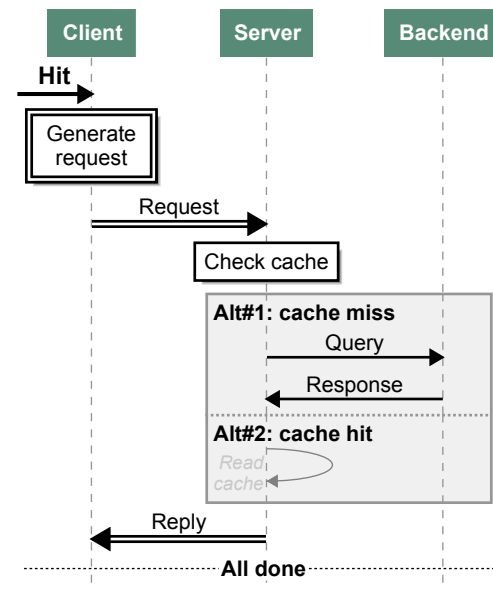 Client
Server
Backend
Hit
Generate
request
Request
Check cache
Alt#1: cache miss
Query
Response
Alt#2: cache hit
Read
cache
Reply
All done